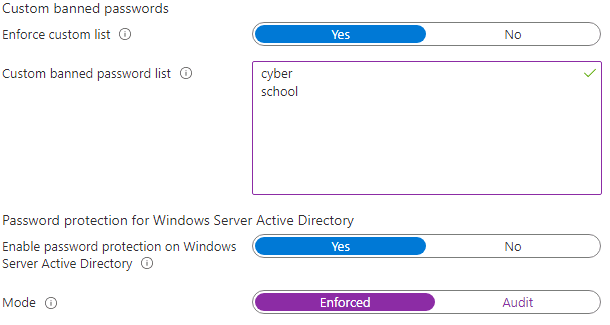 Custom banned passwords
Enforce custom list
Yes
No
Custom banned password list
cyber
school
Password protection for Windows Server Active Directory
Enable password protection on Windows
Server Active Directory
Yes
No
Mode
Enforced
Audit